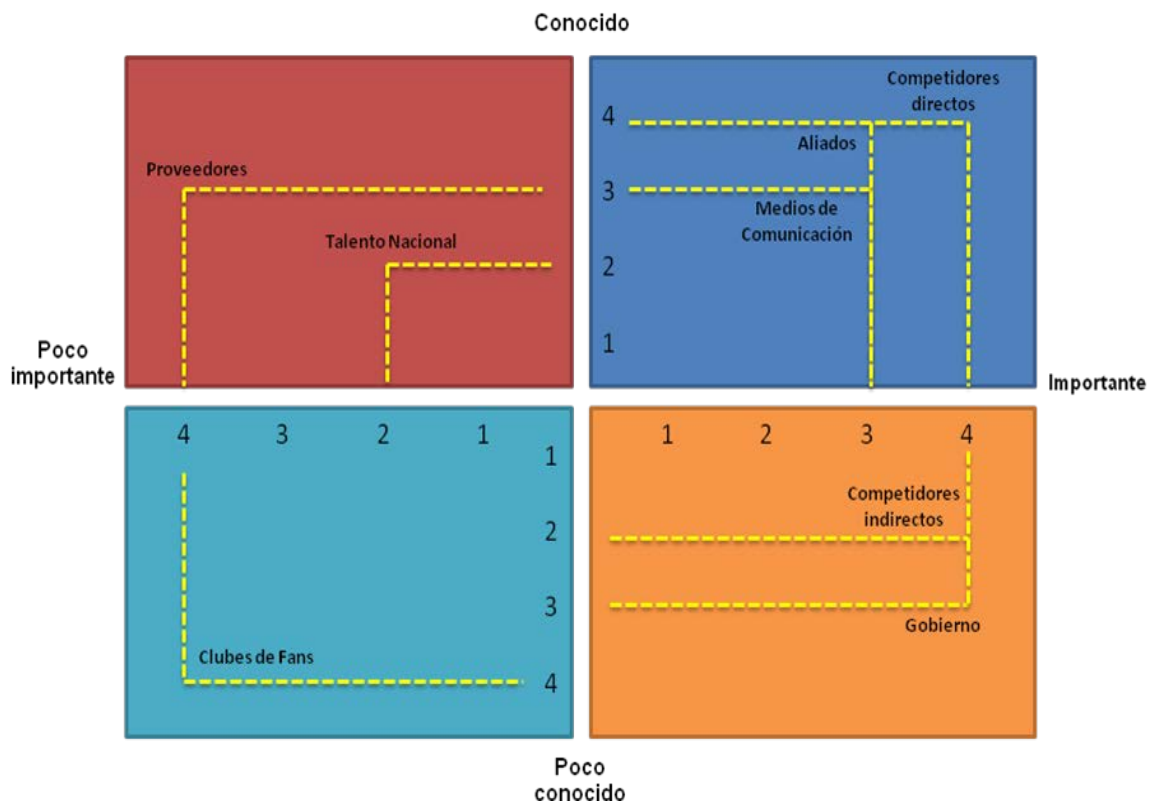 Conocido
Competidores
directos
4
Aliados
Proveedores
3
Medios de
Comunicación
Talento Nacional
2
1
Poco
importante
Importante
4 3 2 1
1
2
3
4
Clubes de Fans
1 2 3 4
Competidores
indirectos
Gobierno
Poco
conocido